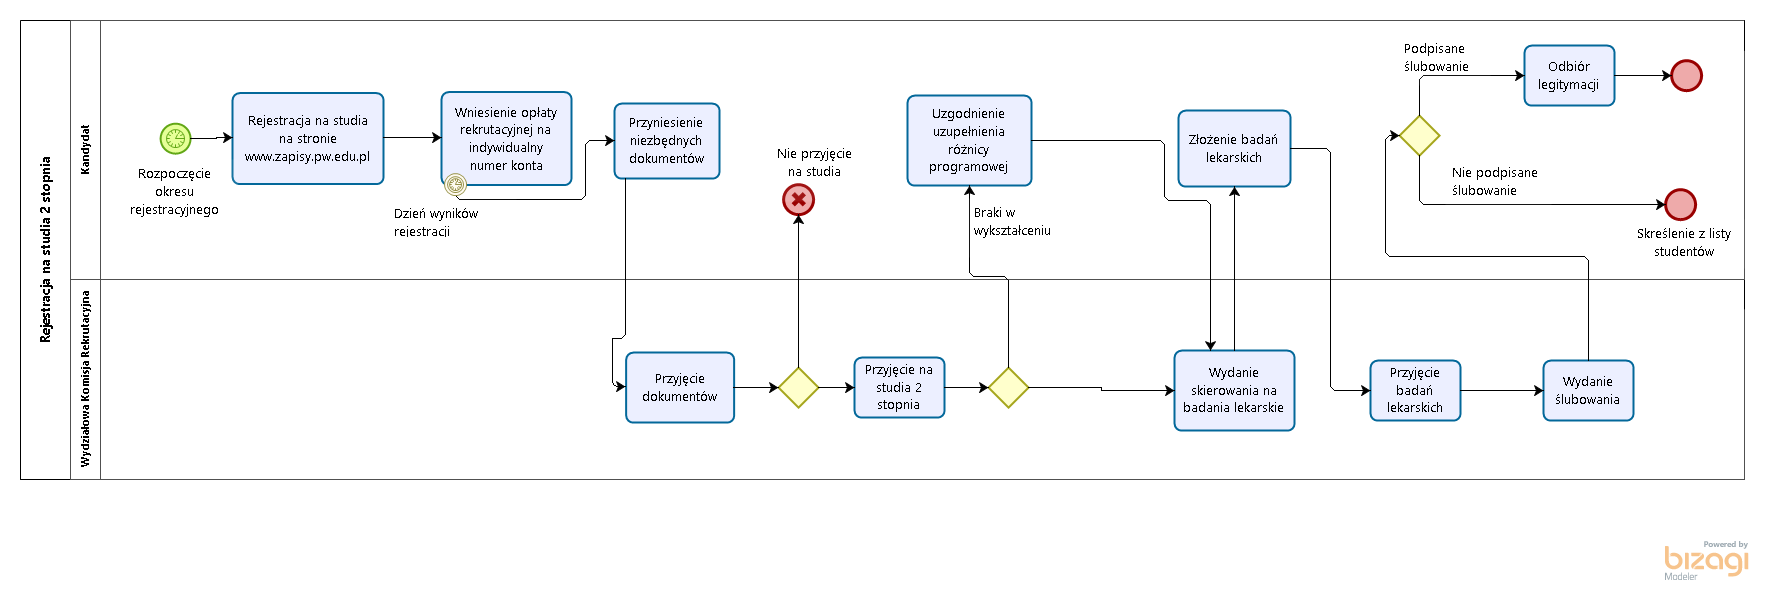 Rejestracja na studia 2 stopnia
Kandydat
Rozpoczęcie
okresu
rejestracyjnego
Rejestracja na studia
na stronie
www.zapisy.pw.edu.pl
Wniesienie opłaty
rekrutacyjnej na
indywidualny
numer konta
Dzień wyników
rejestracji
Przyniesienie
niezbędnych
dokumentów
Nie przyjęcie
na studia
Uzgodnienie
uzupełnienia
różnicy
programowej
Braki w
wykształceniu
Złożenie badań
lekarskich
Podpisane
ślubowanie
Odbiór
legitymacji
Nie podpisane
ślubowanie
Skreślenie z listy
studentów
Wydziałowa Komisja Rekrutacyjna
Przyjęcie
dokumentów
Przyjęcie na
studia 2
stopnia
Wydanie
skierowania na
badania lekarskie
Przyjęcie
badań
lekarskich
Wydanie
ślubowania
Powered by
bizagi
Modeler